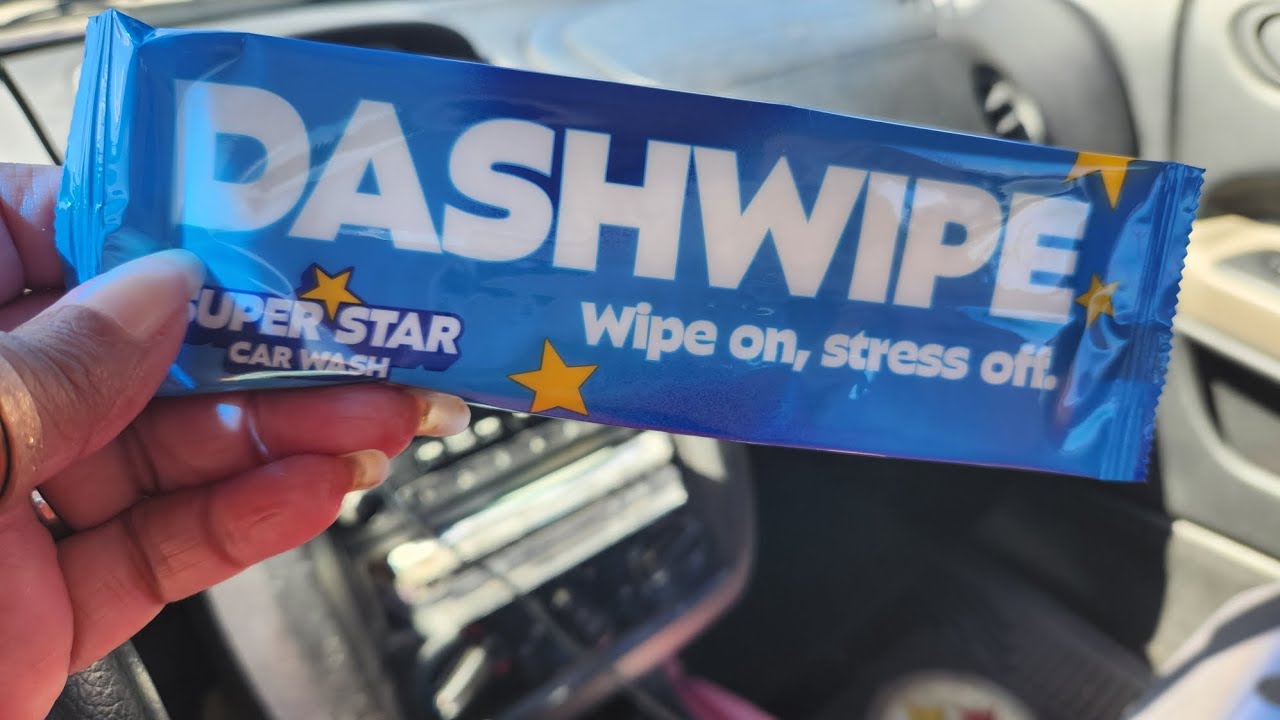 DASHWIPE
SUPER STAR
CAR WASH
Wipe on, stress off.